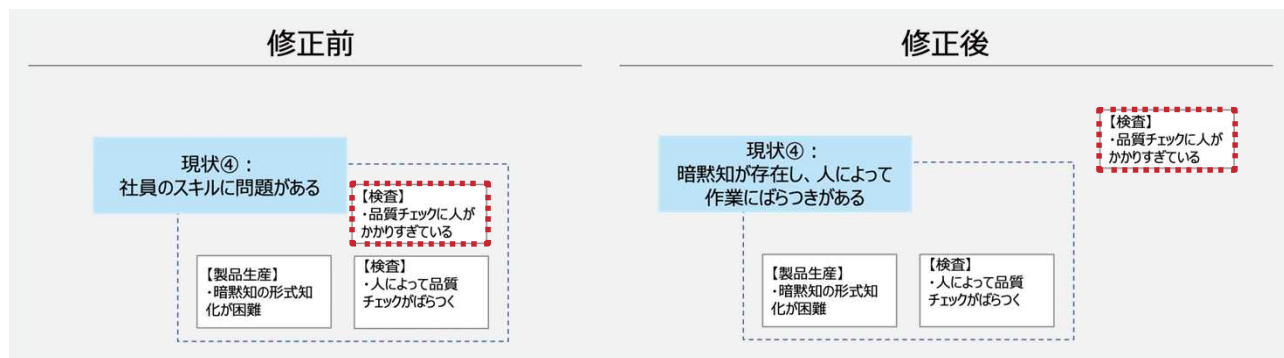 修正前
現状④：
社員のスキルに問題がある
【検査】
・品質チェックに人が
かかりすぎている
【製品生産】
・暗黙知の形式知
化が困難
【検査】
・人によって品質
チェックがばらつく
修正後
【検査】
・品質チェックに人が
かかりすぎている
現状④：
暗黙知が存在し、人によって
作業にばらつきがある
【製品生産】
・暗黙知の形式知
化が困難
【検査】
・人によって品質
チェックがばらつく